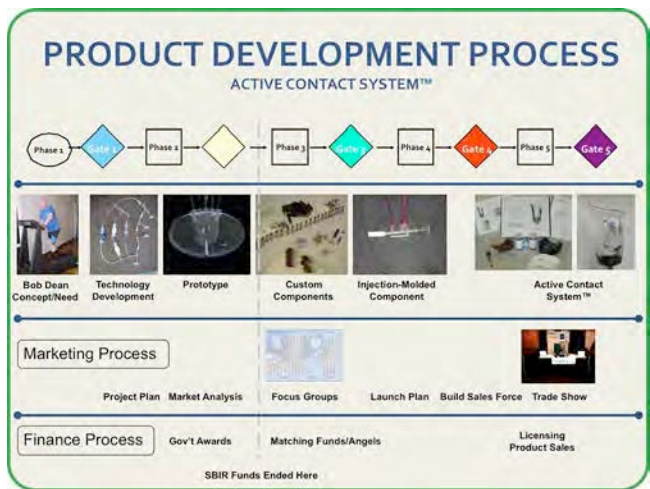 PRODUCT DEVELOPMENT PROCESS
ACTIVE CONTACT SYSTEM™
Phase 1
Gate 1
Phase 2
Phase 3
Gate 3
Phase 4
Gate 4
Phase 5
Gate 5
Bob Dean
Concept/Need
Technology
Development
Prototype
Custom
Components
Injection-Molded
Component
Active Contact
System™
Marketing Process
Project Plan
Market Analysis
Focus Groups
Launch Plan
Build Sales Force
Trade Show
Finance Process
Gov't Awards
Matching Funds/Angels
Licensing
Product Sales
SBIR Funds Ended Here